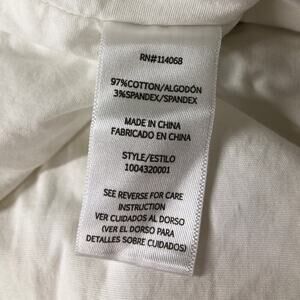 RN#114068
97%COTTON/ALGODÓN
3%SPANDEX/SPANDEX
MADE IN CHINA
FABRICADO EN CHINA
STYLE/ESTILO
1004320001
SEE REVERSE FOR CARE
INSTRUCTION
VER CUIDADOS AL DORSO
(VER EL DORSO PARA
DETALLES SOBRE CUIDADOS)